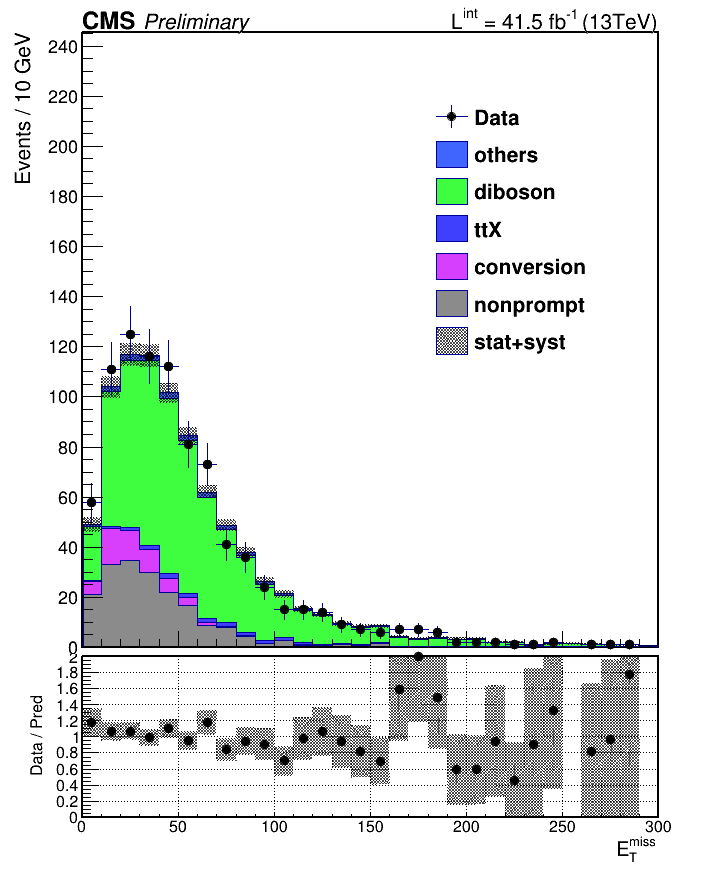 CMS Preliminary
L^int = 41.5 fb^-1 (13TeV)
Events / 10 GeV
240
220
200
180
160
140
120
100
80
60
40
20
0
Data
others
diboson
ttX
conversion
nonprompt
stat+syst
Data / Pred
2
1.8
1.6
1.4
1.2
1
0.8
0.6
0.4
0.2
0
0 50 100 150 200 250 300
E_T^miss